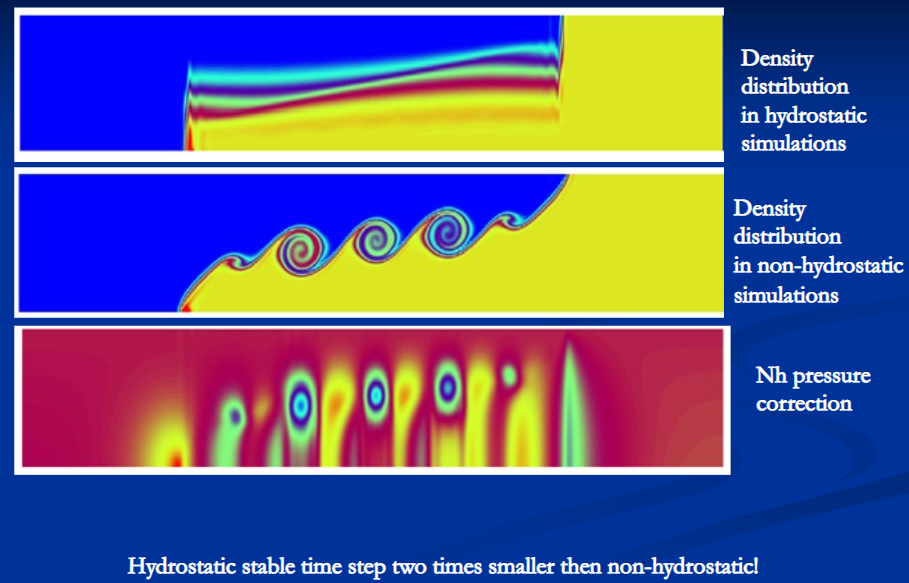 Density
distribution
in hydrostatic
simulations
Density
distribution
in non-hydrostatic
simulations
Nh pressure
correction
Hydrostatic stable time step two times smaller then non-hydrostatic!